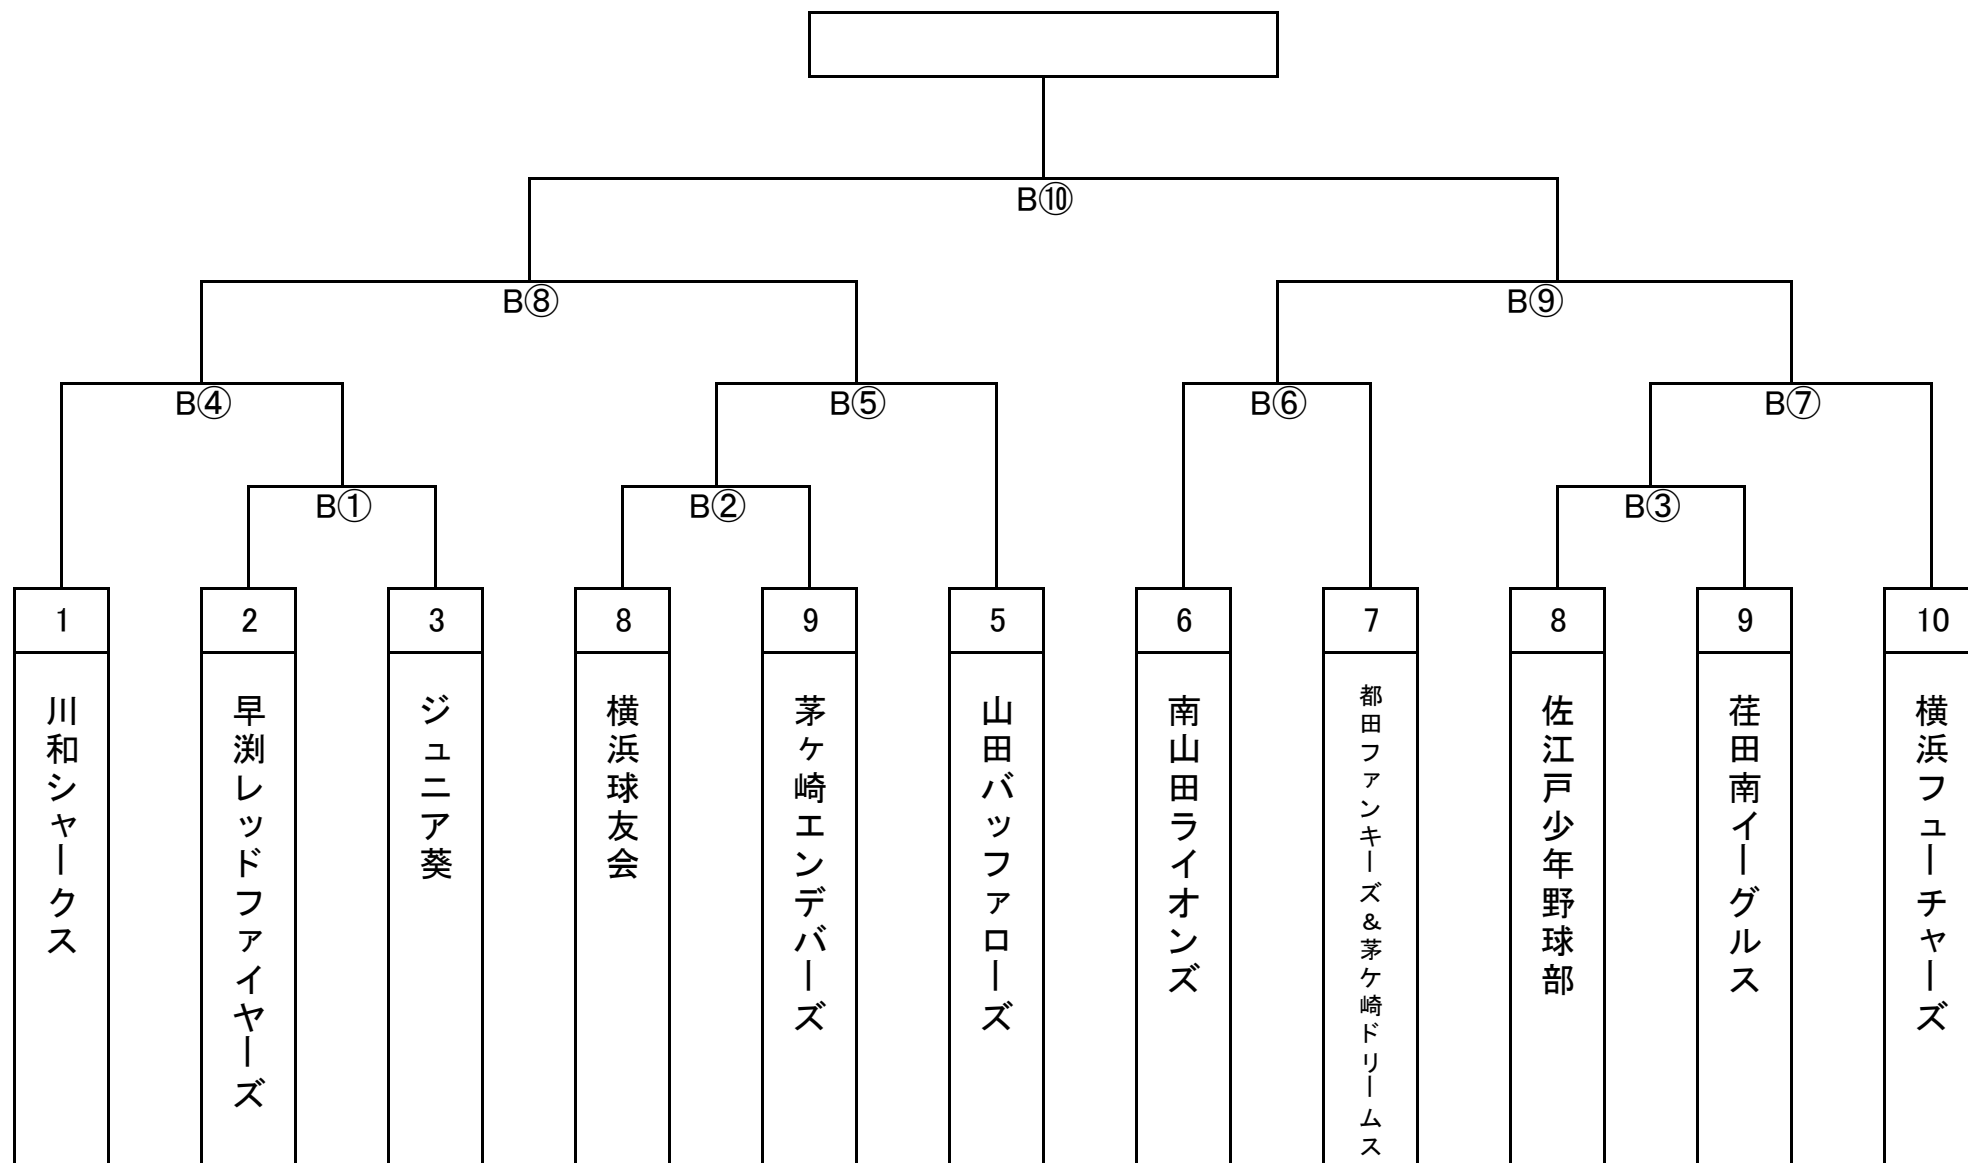 B⑩
B⑧
B⑨
B④
B⑤
B⑥
B⑦
B①
B②
B③
1
2
3
8
9
5
6
7
8
9
10
川和シャークス
早渕レッドファイヤーズ
ジュニア葵
横浜球友会
茅ヶ崎エンデバーズ
山田バッファローズ
南山田ライオンズ
都田ファンキーズ&茅ケ崎ドリームス
佐江戸少年野球部
荏田南イーグルス
横浜フューチャーズ